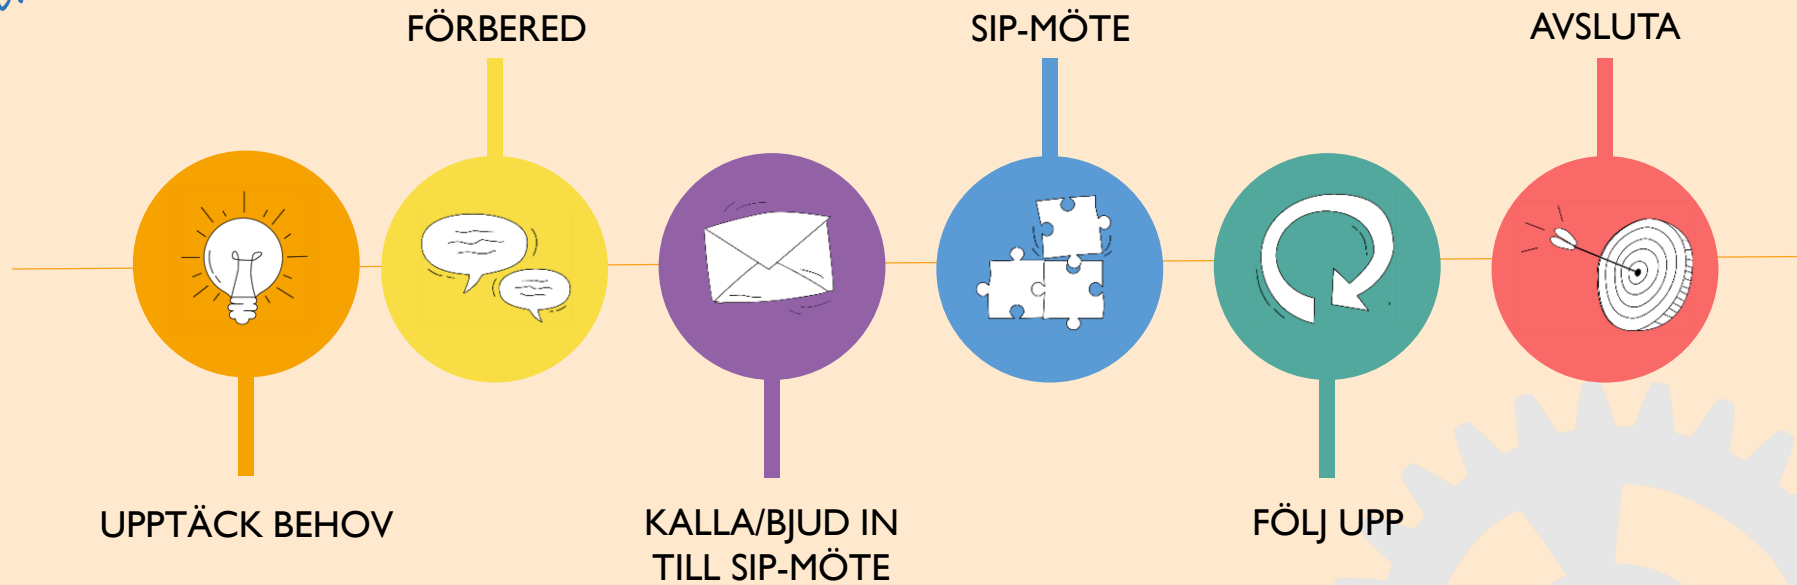 FÖRBERED
SIP-MÖTE
AVSLUTA
UPPTÄCK BEHOV
KALLA/BJUD IN
TILL SIP-MÖTE
FÖLJ UPP